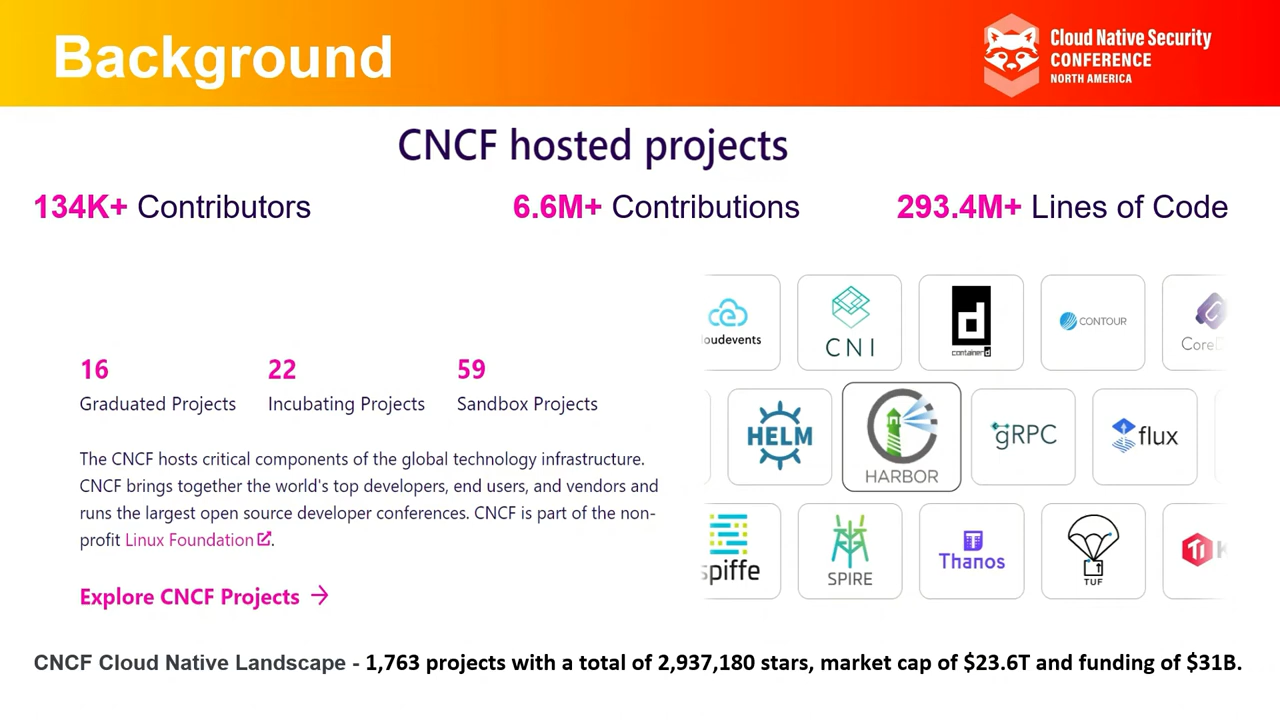 Background
Cloud Native Security
CONFERENCE
NORTH AMERICA
CNCF hosted projects
134K+ Contributors
6.6M+ Contributions
293.4M+ Lines of Code
16
Graduated Projects
22
Incubating Projects
59
Sandbox Projects
The CNCF hosts critical components of the global technology infrastructure.
CNCF brings together the world's top developers, end users, and vendors and
runs the largest open source developer conferences. CNCF is part of the non-
profit Linux Foundation.
Explore CNCF Projects
loudevents
CNI
d
containerd
CONTOUR
Core
HELM
HARBOR
gRPC
flux
spiffe
SPIRE
Thanos
TUF
Ti K
CNCF Cloud Native Landscape - 1,763 projects with a total of 2,937,180 stars, market cap of $23.6T and funding of $31B.